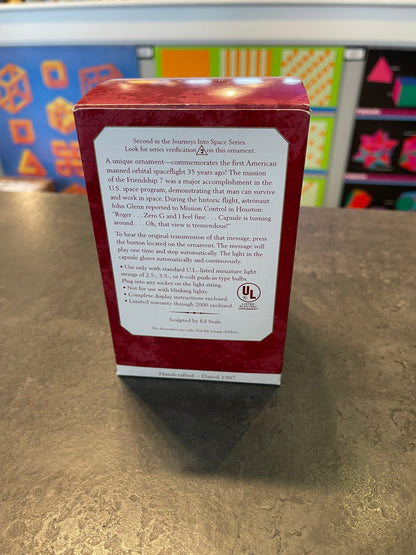 Second in the Journeys Into Space Series.
Look for series verification 2 on this ornament.
A unique ornament—commemorates the first American
manned orbital spaceflight 35 years ago! The mission
of the Friendship 7 was a major accomplishment in the
U.S. space program, demonstrating that man can survive
and work in space. During the historic flight, astronaut
John Glenn reported to Mission Control in Houston:
"Roger . . . Zero G and I feel fine . . . Capsule is turning
around . . . Oh, that view is tremendous!"
To hear the original transmission of that message, press
the button located on the ornament. The message will
play one time and stop automatically. The light in the
capsule glows automatically and continuously.
• Use only with standard U.L.-listed miniature light
strings of 2.5-, 3.5-, or 6-volt push-in type bulbs.
Plug into any socket on the light string.
• Not for use with blinking lights.
• Complete display instructions enclosed.
• Limited warranty through 2000 enclosed.
UL
Sculpted by Ed Seale
For decorative use only. Not for young children.
Handcrafted - Dated 1997